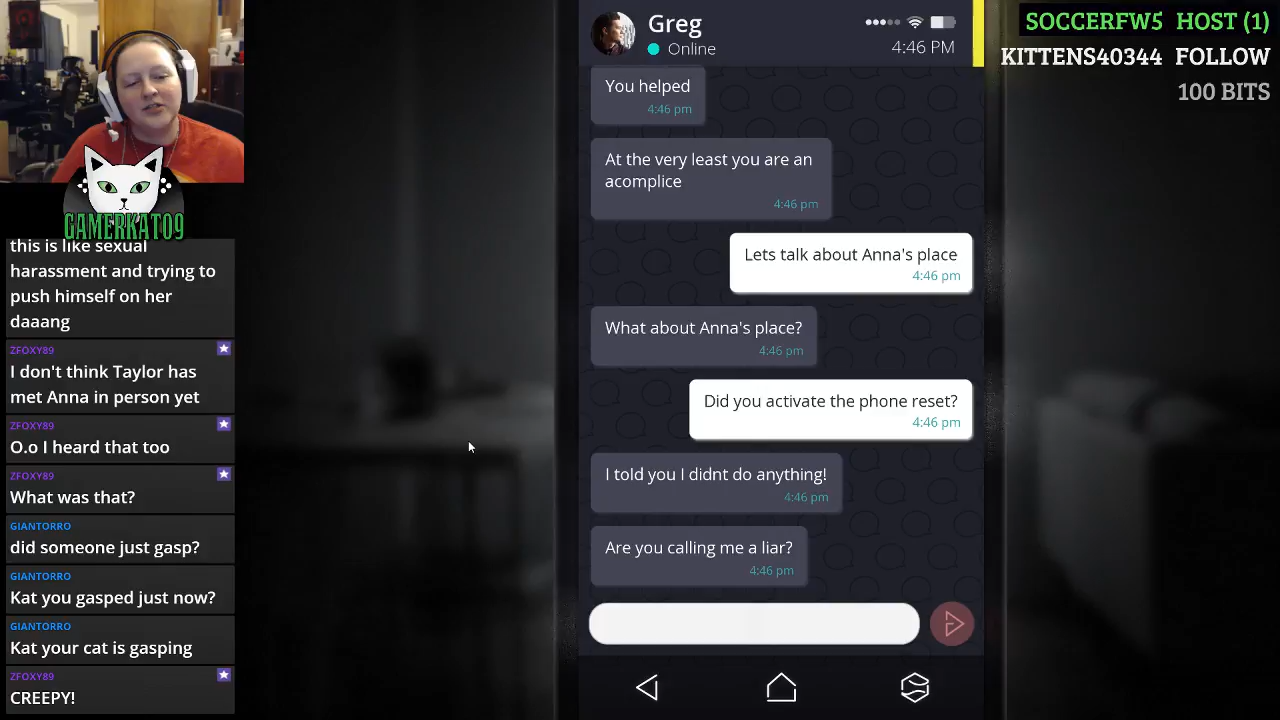 GAMERKAT09
this is like sexual
harassment and trying to
push himself on her
daaang
ZFOXY89
I don't think Taylor has
met Anna in person yet
ZFOXY89
O.o I heard that too
ZFOXY89
What was that?
GIANTORRO
did someone just gasp?
GIANTORRO
Kat you gasped just now?
GIANTORRO
Kat your cat is gasping
ZFOXY89
CREEPY!
Greg
Online
4:46 PM
You helped
4:46 pm
At the very least you are an
acomplice
4:46 pm
Lets talk about Anna's place
4:46 pm
What about Anna's place?
4:46 pm
Did you activate the phone reset?
4:46 pm
I told you I didnt do anything!
4:46 pm
Are you calling me a liar?
4:46 pm
SOCCERFW5 HOST (1)
KITTENS40344 FOLLOW
100 BITS